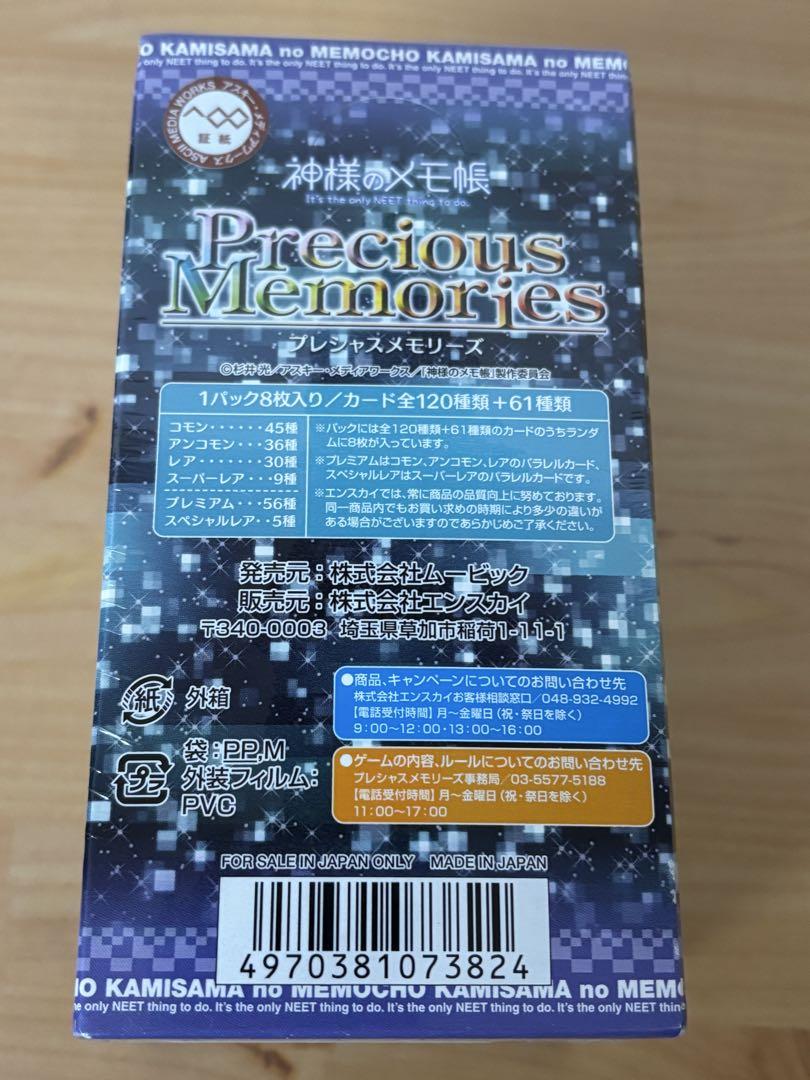 O KAMISAMA no MEMOCHO KAMISAMA no MEMO
only NEET thing to do. It's the only NEET thing to do. It's the only NEET thing to do. It's the only NEET thin
ASCII MEDIA WORKS アスキー・メディアワークス
証紙
神様のメモ帳
It's the only NEET thing to do.
Precious
Memories
プレシャスメモリーズ
©杉井 光/アスキー・メディアワークス/「神様のメモ帳」製作委員会
1パック8枚入り/カード全120種類+61種類
コモン・・・・・・45種
アンコモン・・・36種
レア・・・・・・・30種
スーパーレア・・・9種
プレミアム・・・56種
スペシャルレア・・5種
※パックには全120種類+61種類のカードのうちランダ
ムに8枚が入っています。
※プレミアムはコモン、アンコモン、レアのパラレルカード、
スペシャルレアはスーパーレアのパラレルカードです。
※エンスカイでは、常に商品の品質向上に努めております。
同一商品内でもお買い求めの時期により多少の違いが
ある場合がございますのであらかじめご了承ください。
発売元:株式会社ムービック
販売元:株式会社エンスカイ
〒340-0003 埼玉県草加市稲荷1-11-1
紙 外箱
プラ 袋:PP,M
外装フィルム:
PVC
●商品、キャンペーンについてのお問い合わせ先
株式会社エンスカイお客様相談窓口/048-932-4992
【電話受付時間】月~金曜日(祝・祭日を除く)
9:00~12:00・13:00~16:00
●ゲームの内容、ルールについてのお問い合わせ先
プレシャスメモリーズ事務局/03-5577-5188
【電話受付時間】月~金曜日(祝・祭日を除く)
11:00~17:00
FOR SALE IN JAPAN ONLY MADE IN JAPAN
4970381073824
O KAMISAMA no MEMOCHO KAMISAMA no MEMO
e only NEET thing to do. It's the only NEET thing to do. It's the only NEET thing to do. It's the only NEET thin